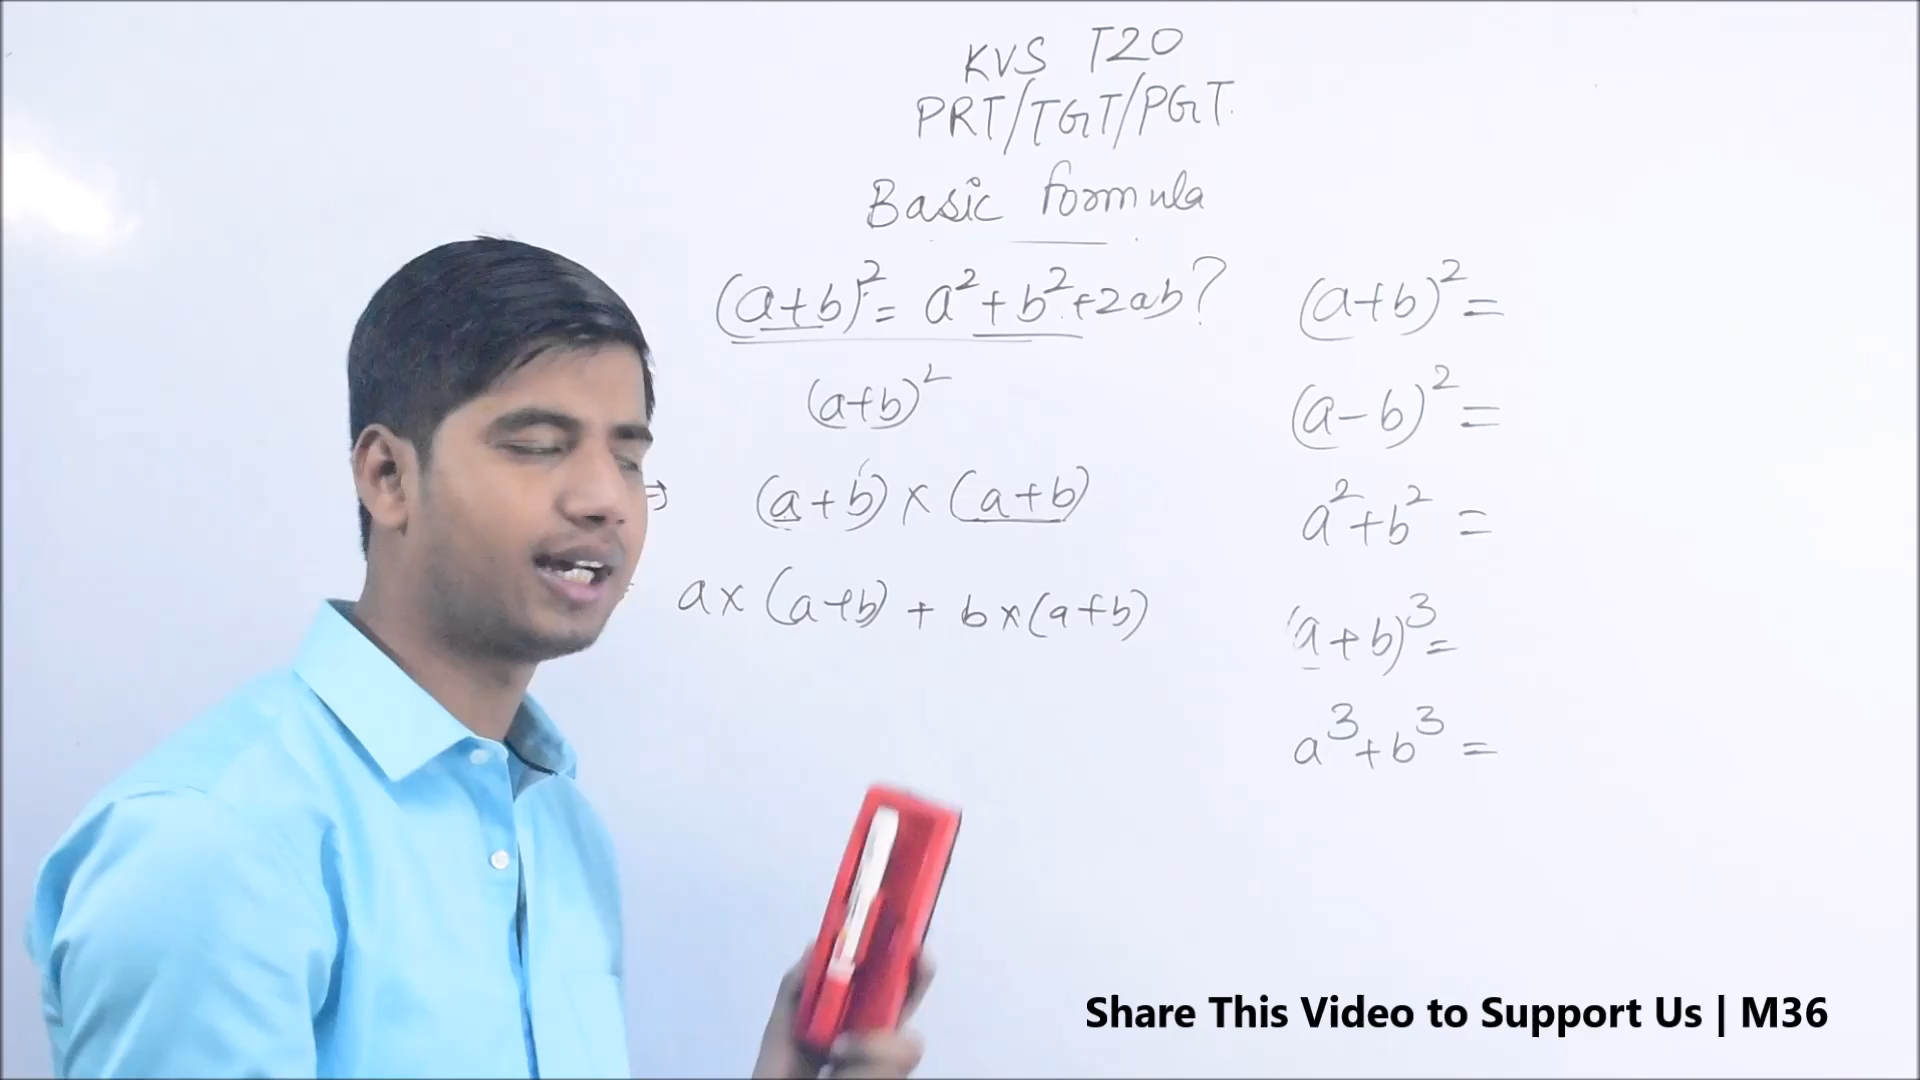 KVS T20
PRT/TGT/PGT
Basic formula
(a+b)²= a²+b²+2ab?
(a+b)²
⇒ (a+b)×(a+b)
a×(a+b) + b×(a+b)
(a+b)²=
(a-b)²=
a²+b² =
(a+b)³=
a³+b³ =
Share This Video to Support Us | M36